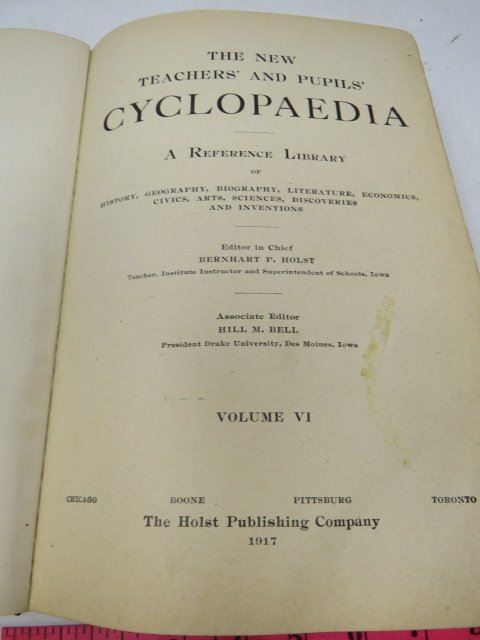 THE NEW
TEACHERS' AND PUPILS'
CYCLOPAEDIA
A REFERENCE LIBRARY
OF
HISTORY, GEOGRAPHY, BIOGRAPHY, LITERATURE, ECONOMICS,
CIVICS, ARTS, SCIENCES, DISCOVERIES
AND INVENTIONS
Editor in Chief
BERNHART P. HOLST
Teacher, Institute Instructor and Superintendent of Schools, Iowa
Associate Editor
HILL M. BELL
President Drake University, Des Moines, Iowa
VOLUME VI
CHICAGO BOONE PITTSBURG TORONTO
The Holst Publishing Company
1917